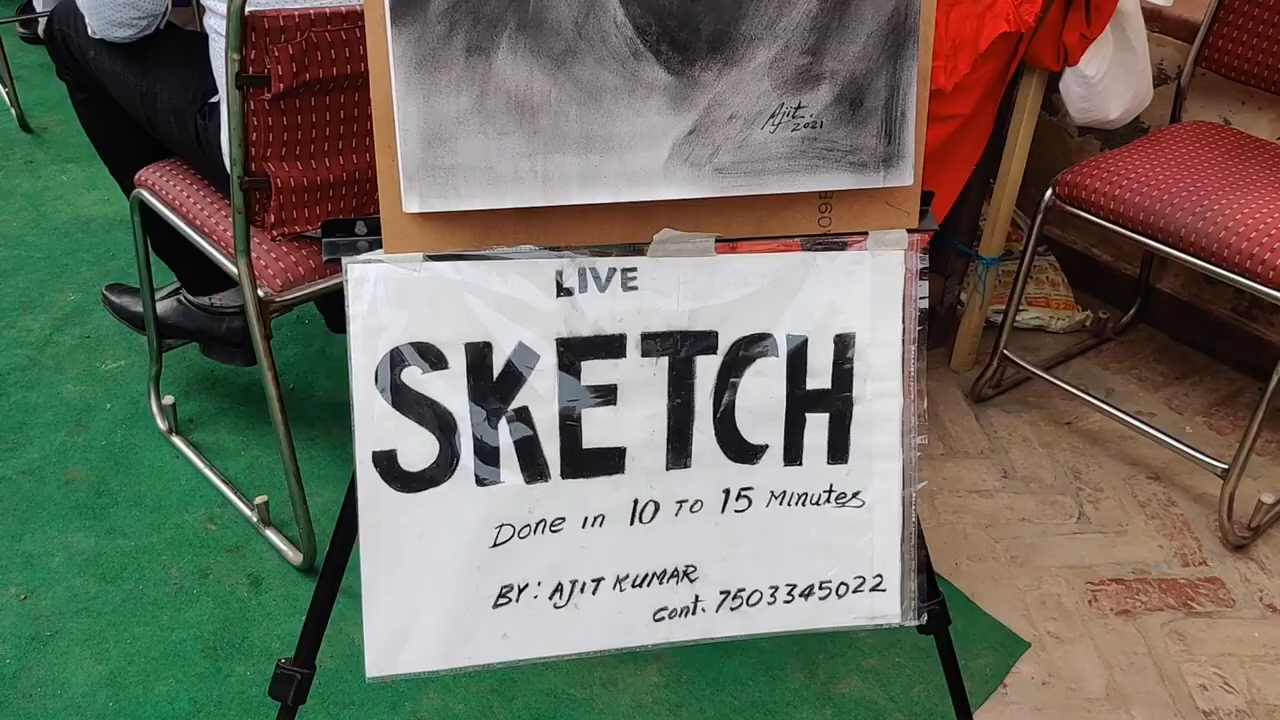 Ajit.
2021
LIVE
SKETCH
Done in 10 TO 15 Minutes
BY: AJIT KUMAR
Cont. 7503345022